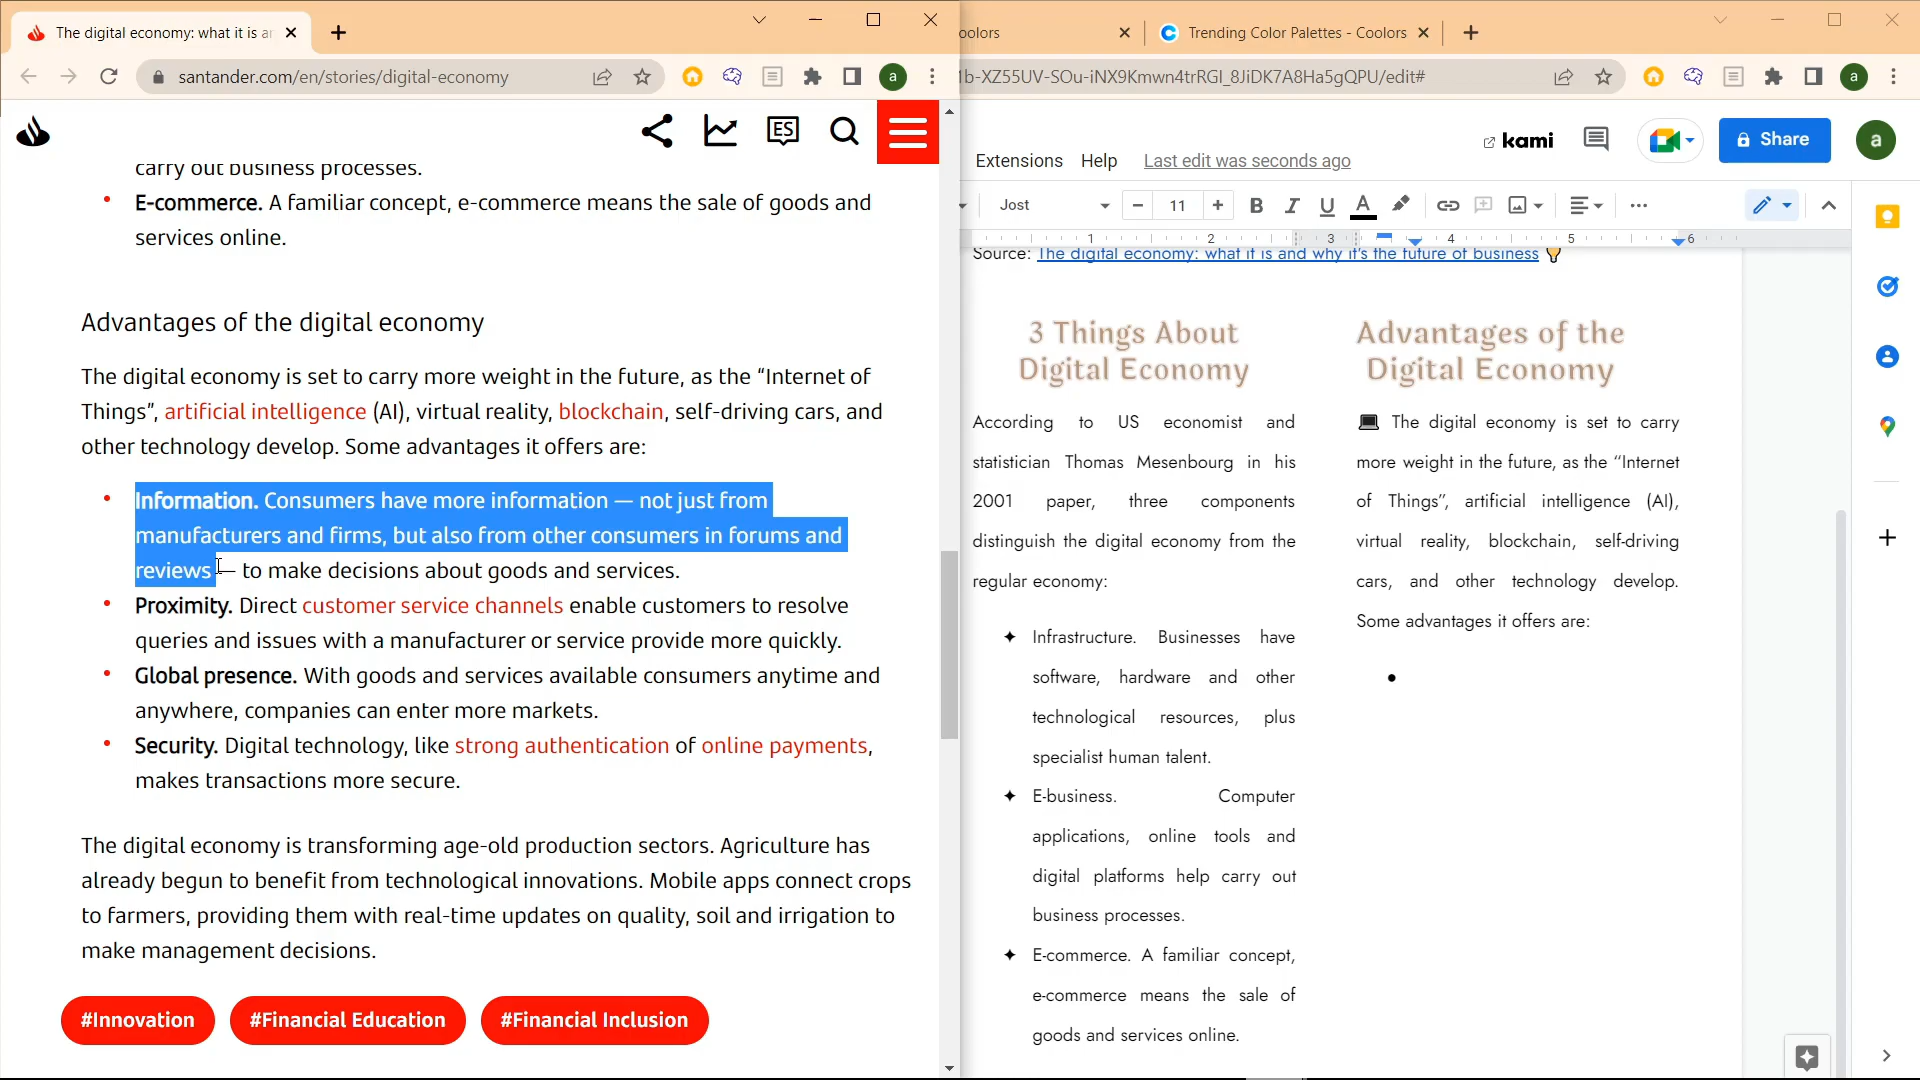 The digital economy: what it is an
santander.com/en/stories/digital-economy
a
ES
carry out business processes.
E-commerce. A familiar concept, e-commerce means the sale of goods and
services online.
Advantages of the digital economy
The digital economy is set to carry more weight in the future, as the “Internet of
Things”, artificial intelligence (AI), virtual reality, blockchain, self-driving cars, and
other technology develop. Some advantages it offers are:
Information. Consumers have more information — not just from
manufacturers and firms, but also from other consumers in forums and
reviews — to make decisions about goods and services.
Proximity. Direct customer service channels enable customers to resolve
queries and issues with a manufacturer or service provide more quickly.
Global presence. With goods and services available consumers anytime and
anywhere, companies can enter more markets.
Security. Digital technology, like strong authentication of online payments,
makes transactions more secure.
The digital economy is transforming age-old production sectors. Agriculture has
already begun to benefit from technological innovations. Mobile apps connect crops
to farmers, providing them with real-time updates on quality, soil and irrigation to
make management decisions.
#Innovation #Financial Education #Financial Inclusion
oolors
Trending Color Palettes - Coolors
b-XZ55UV-SOu-iNX9Kmwn4trRGI_8JiDK7A8Ha5gQPU/edit#
a
kami
Share
a
Extensions Help Last edit was seconds ago
Jost 11 B I U A
1 2 3 4 5 6
Source: The digital economy: what it is and why it's the future of business
3 Things About
Digital Economy
According to US economist and
statistician Thomas Mesenbourg in his
2001 paper, three components
distinguish the digital economy from the
regular economy:
Infrastructure. Businesses have
software, hardware and other
technological resources, plus
specialist human talent.
E-business. Computer
applications, online tools and
digital platforms help carry out
business processes.
E-commerce. A familiar concept,
e-commerce means the sale of
goods and services online.
Advantages of the
Digital Economy
The digital economy is set to carry
more weight in the future, as the “Internet
of Things”, artificial intelligence (AI),
virtual reality, blockchain, self-driving
cars, and other technology develop.
Some advantages it offers are: